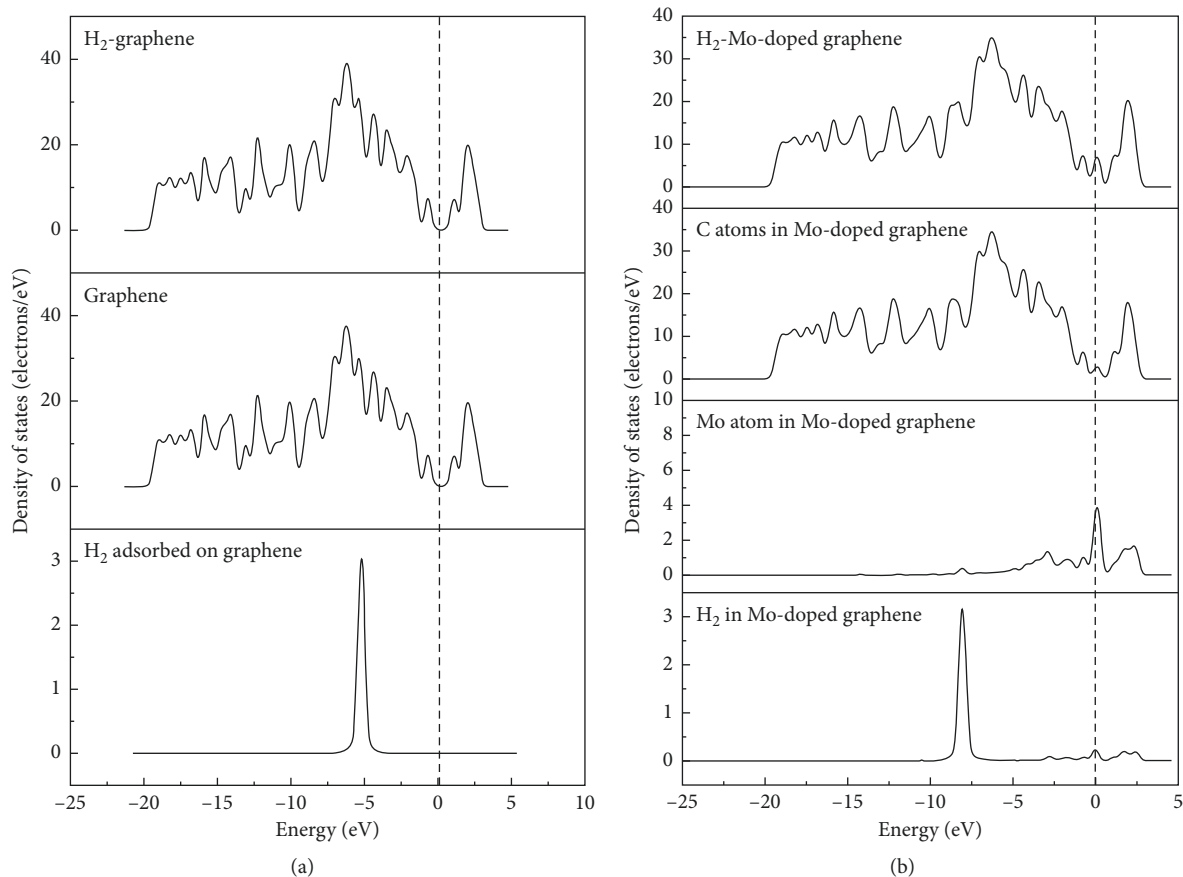 H₂-graphene
40
20
0
Graphene
40
20
0
H₂ adsorbed on graphene
3
2
1
0
–25 –20 –15 –10 –5 0 5 10
Energy (eV)
Density of states (electrons/eV)
(a)
H₂-Mo-doped graphene
40
30
20
10
0
C atoms in Mo-doped graphene
40
30
20
10
0
Mo atom in Mo-doped graphene
10
8
6
4
2
0
H₂ in Mo-doped graphene
3
2
1
0
–25 –20 –15 –10 –5 0 5
Energy (eV)
Density of states (electrons/eV)
(b)